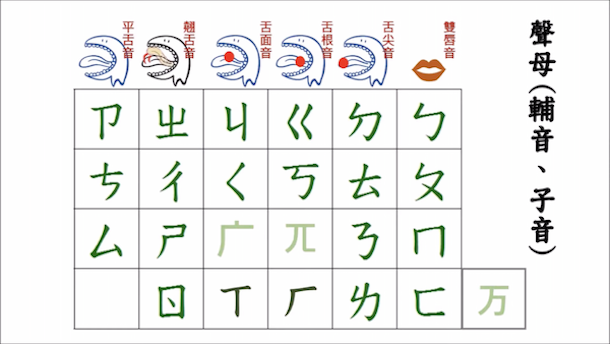 聲母(輔音、子音)
雙唇音
ㄅ ㄆ ㄇ ㄈ ㄪ
舌尖音
ㄉ ㄊ ㄋ ㄌ
舌根音
ㄍ ㄎ ㄫ ㄏ
舌面音
ㄐ ㄑ ㄬ ㄒ
翹舌音
ㄓ ㄔ ㄕ ㄖ
平舌音
ㄗ ㄘ ㄙ